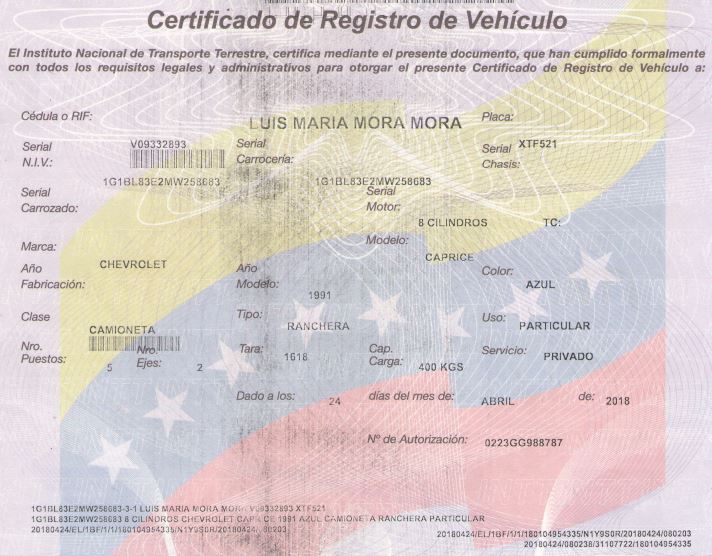 Certificado de Registro de Vehículo
El Instituto Nacional de Transporte Terrestre, certifica mediante el presente documento, que han cumplido formalmente
con todos los requisitos legales y administrativos para otorgar el presente Certificado de Registro de Vehículo a:
Cédula o RIF: LUIS MARIA MORA MORA Placa:
Serial N.I.V.: V09332893 Serial Carrocería: Serial Chasis: XTF521
1G1BL83E2MW258683 1G1BL83E2MW258683
Serial Carrozado: Serial Motor: 8 CILINDROS TC:
Marca: CHEVROLET Modelo: CAPRICE
Año Fabricación: Año Modelo: 1991 Color: AZUL
Clase CAMIONETA Tipo: RANCHERA Uso: PARTICULAR
Nro. Puestos: 5 Nro. Ejes: 2 Tara: 1618 Cap. Carga: 400 KGS Servicio: PRIVADO
Dado a los: 24 días del mes de: ABRIL de: 2018
Nº de Autorización: 0223GG988787
1G1BL83E2MW258683-3-1 LUIS MARIA MORA MORA V09332893 XTF521
1G1BL83E2MW258683 8 CILINDROS CHEVROLET CAPRICE 1991 AZUL CAMIONETA RANCHERA PARTICULAR
20180424/EL/1BF/1/1/180104954335/N1Y9S0R/20180424/080203
20180424/EL/1BF/1/1/180104954335/N1Y9S0R/20180424/080203
20180424/080238/31107722/180104954335